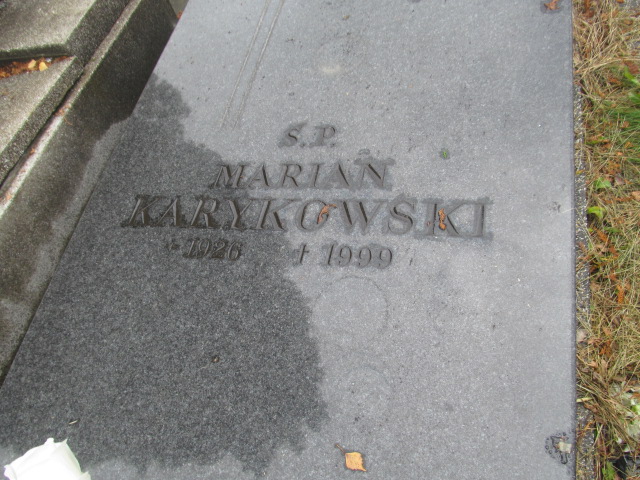 Ś.P.
MARIAN
KARYKOWSKI
* 1926 † 1999